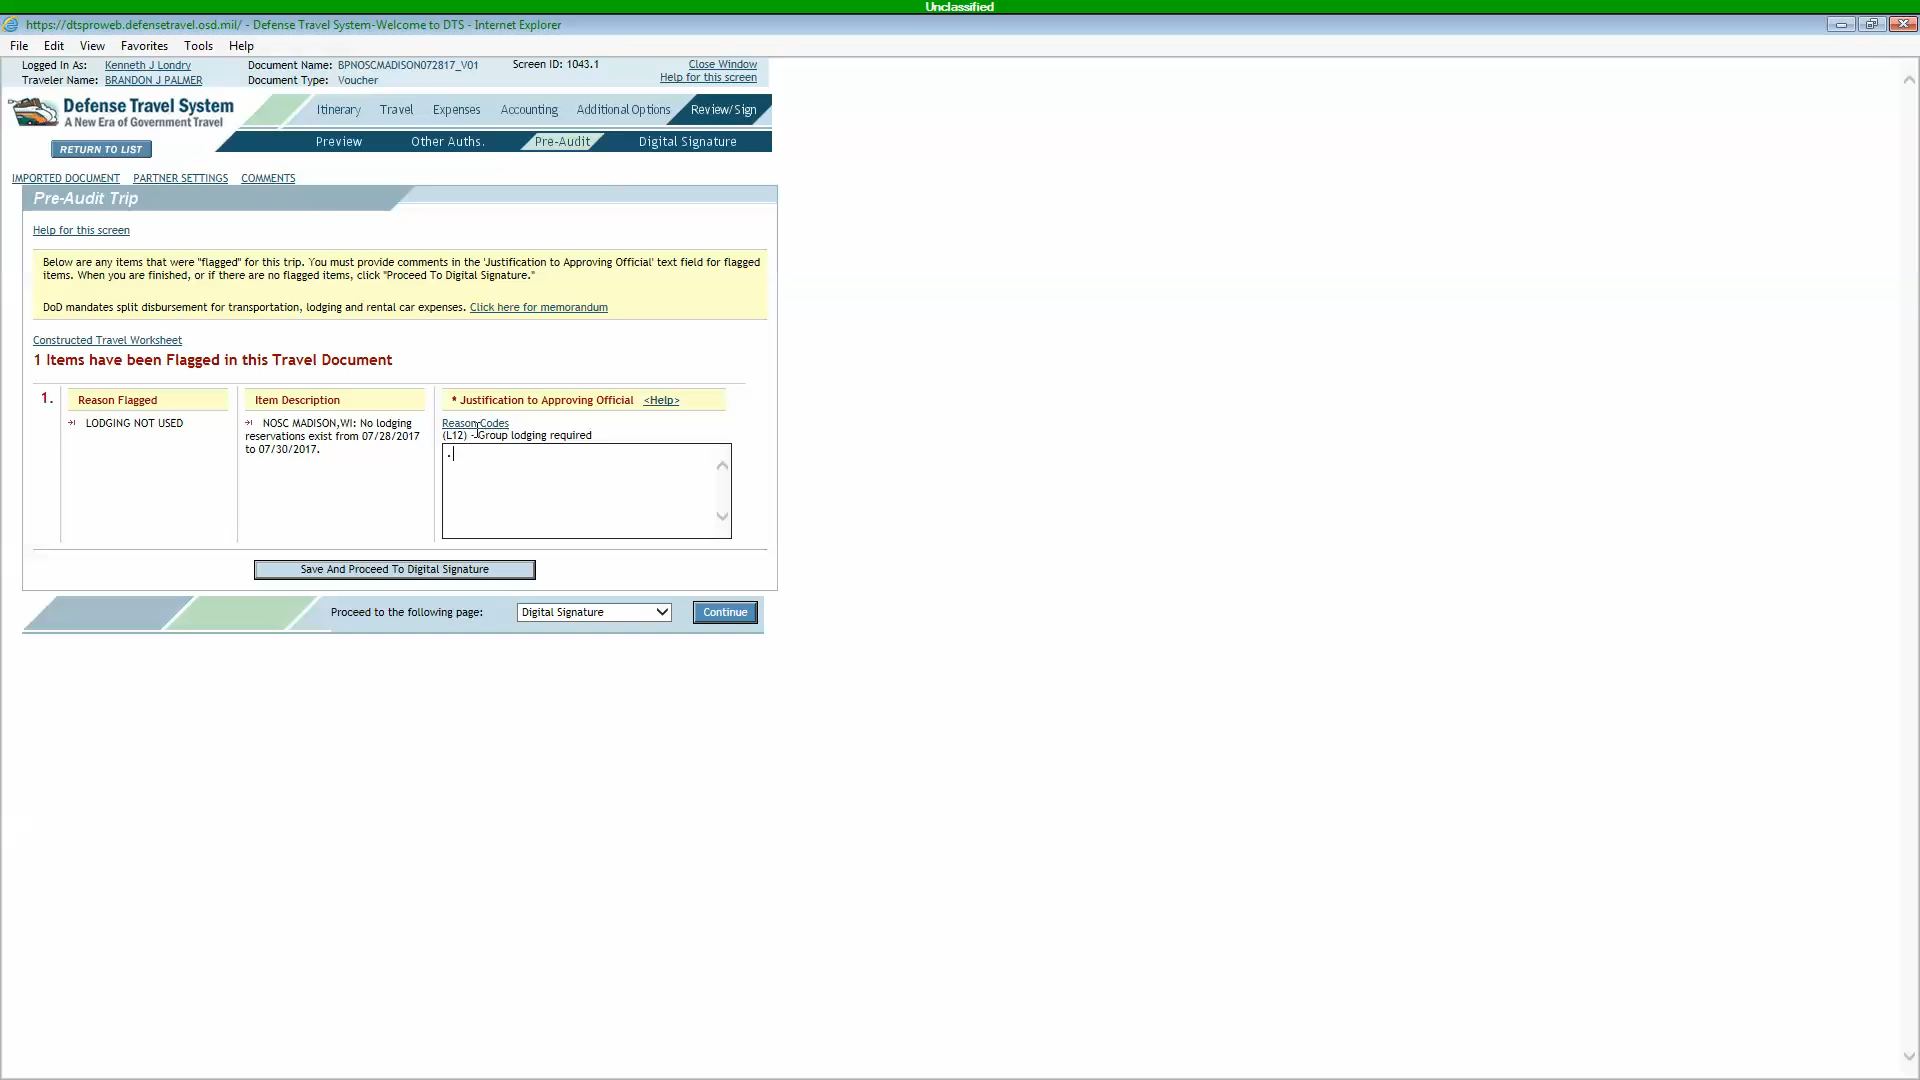 Unclassified
https://dtsproweb.defensetravel.osd.mil/ - Defense Travel System-Welcome to DTS - Internet Explorer
File Edit View Favorites Tools Help
Logged In As: Kenneth J Londry Document Name: BPNOSCMADISON072817_V01 Screen ID: 1043.1 Close Window
Traveler Name: BRANDON J PALMER Document Type: Voucher Help for this screen
Defense Travel System
A New Era of Government Travel
Itinerary Travel Expenses Accounting Additional Options Review/Sign
Preview Other Auths. Pre-Audit Digital Signature
RETURN TO LIST
IMPORTED DOCUMENT PARTNER SETTINGS COMMENTS
Pre-Audit Trip
Help for this screen
Below are any items that were "flagged" for this trip. You must provide comments in the 'Justification to Approving Official' text field for flagged
items. When you are finished, or if there are no flagged items, click "Proceed To Digital Signature."
DoD mandates split disbursement for transportation, lodging and rental car expenses. Click here for memorandum
Constructed Travel Worksheet
1 Items have been Flagged in this Travel Document
1. Reason Flagged Item Description * Justification to Approving Official <Help>
LODGING NOT USED
NOSC MADISON,WI: No lodging
reservations exist from 07/28/2017
to 07/30/2017.
Reason Codes
(L12) - Group lodging required
.
Save And Proceed To Digital Signature
Proceed to the following page: Digital Signature Continue